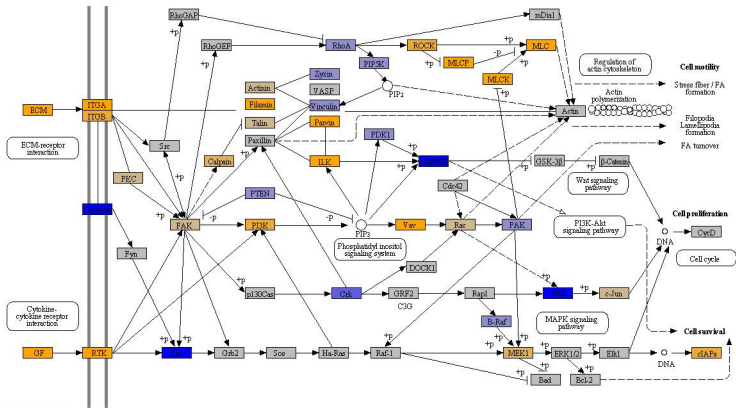 RhoGAP
mDia1
+p
+p
RhoGEF
RhoA
ROCK
MLC
+p
-p
MLCP
PIP5K
Regulation of
actin cytoskeleton
Cell motility
Zyxin
Actinin
VASP
PIP2
MLCK
+p
Stress fiber / FA
formation
Actin
polymerization
ECM
ITGA
ITGB
Filamin
Vinculin
Actin
Talin
Parvin
Filopodia
Lamellipodia
formation
ECM-receptor
interaction
Src
Paxillin
PDK1
FA turnover
+p
+p
Calpain
ILK
+p
GSK-3β
β-Catenin
PKC
Cdc42
Wnt signaling
pathway
PTEN
-p
-p
FAK
+p
PI3K
PIP3
Vav
Rac
PAK
PI3K-Akt
signaling pathway
Cell proliferation
DNA
CycD
Fyn
Phosphatidyl inositol
signaling system
Cell cycle
DOCK1
+p
+p
Cytokine-
cytokine receptor
interaction
p130Cas
Crk
GRF2
C3G
Rap1
c-Jun
B-Raf
MAPK signaling
pathway
Cell survival
+p
+p
+p
+p
+p
+p
GF
RTK
Grb2
Sos
Ha-Ras
Raf-1
MEK1
ERK1/2
Elk1
DNA
cIAPs
+p
+p
Bad
Bcl-2